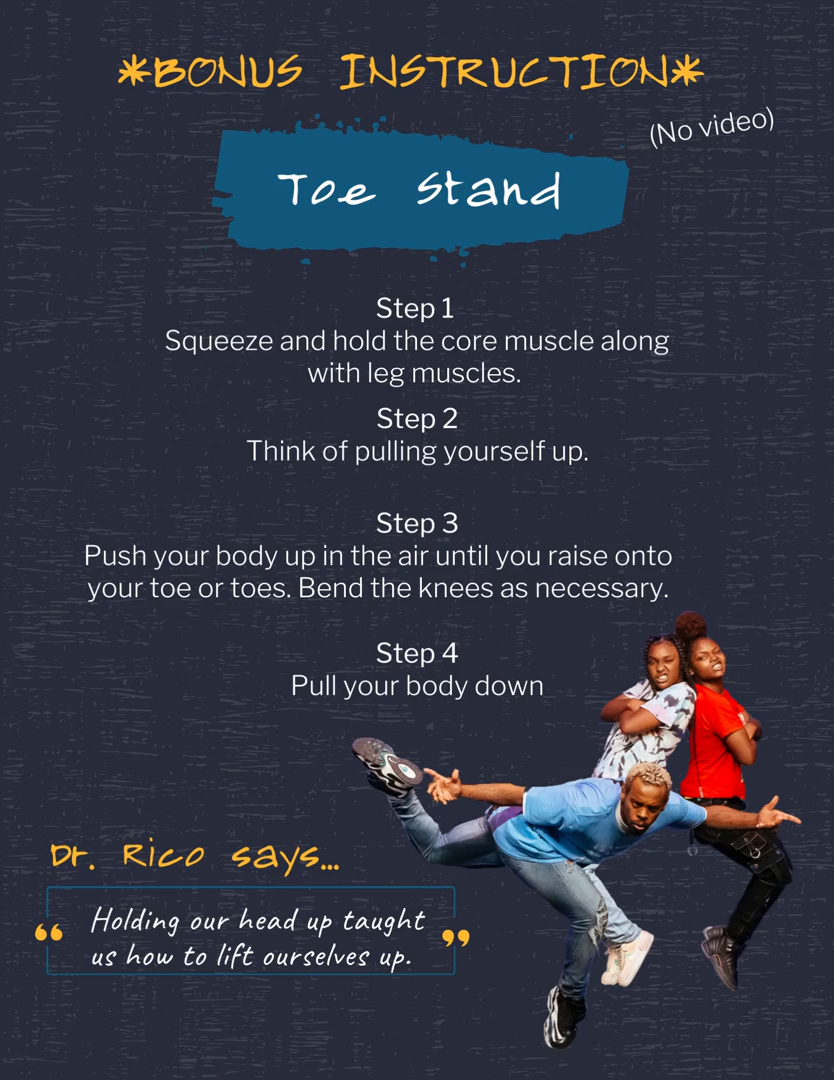 *BONUS INSTRUCTION*
(No video)
Toe Stand
Step 1
Squeeze and hold the core muscle along
with leg muscles.
Step 2
Think of pulling yourself up.
Step 3
Push your body up in the air until you raise onto
your toe or toes. Bend the knees as necessary.
Step 4
Pull your body down
Dr. Rico says...
“Holding our head up taught
us how to lift ourselves up.”